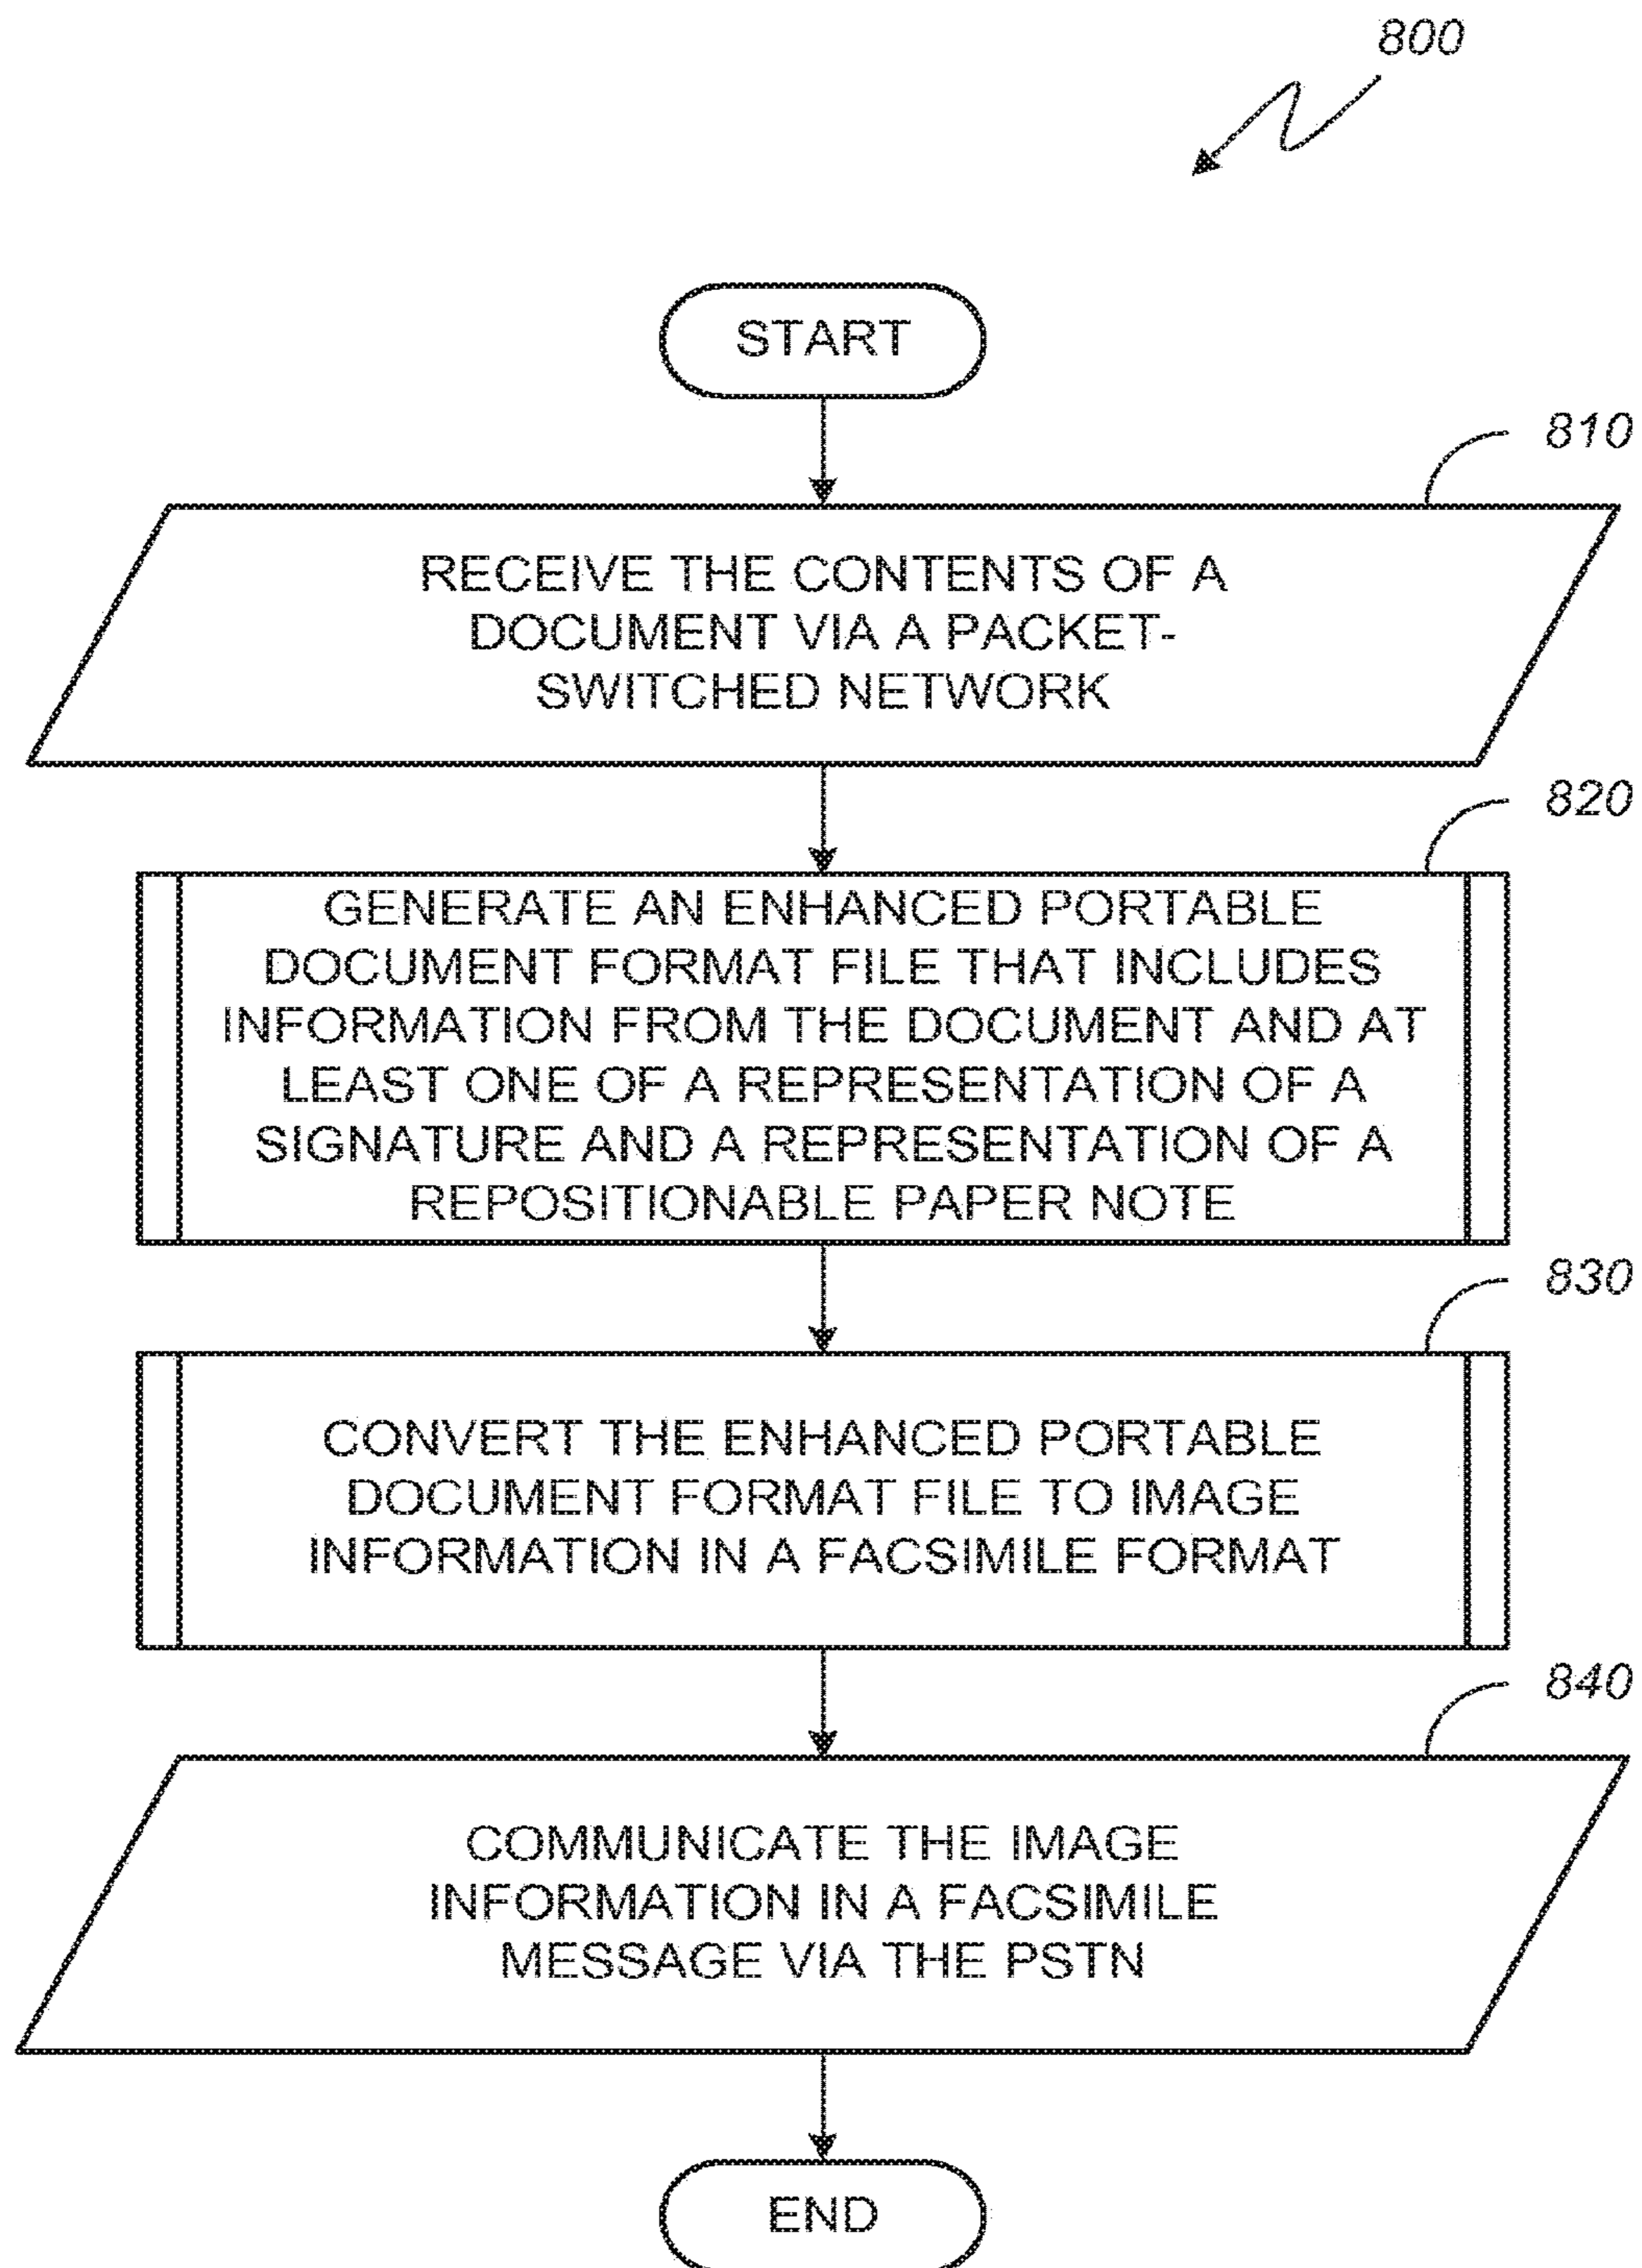 800
START
810
RECEIVE THE CONTENTS OF A
DOCUMENT VIA A PACKET-
SWITCHED NETWORK
820
GENERATE AN ENHANCED PORTABLE
DOCUMENT FORMAT FILE THAT INCLUDES
INFORMATION FROM THE DOCUMENT AND AT
LEAST ONE OF A REPRESENTATION OF A
SIGNATURE AND A REPRESENTATION OF A
REPOSITIONABLE PAPER NOTE
830
CONVERT THE ENHANCED PORTABLE
DOCUMENT FORMAT FILE TO IMAGE
INFORMATION IN A FACSIMILE FORMAT
840
COMMUNICATE THE IMAGE
INFORMATION IN A FACSIMILE
MESSAGE VIA THE PSTN
END